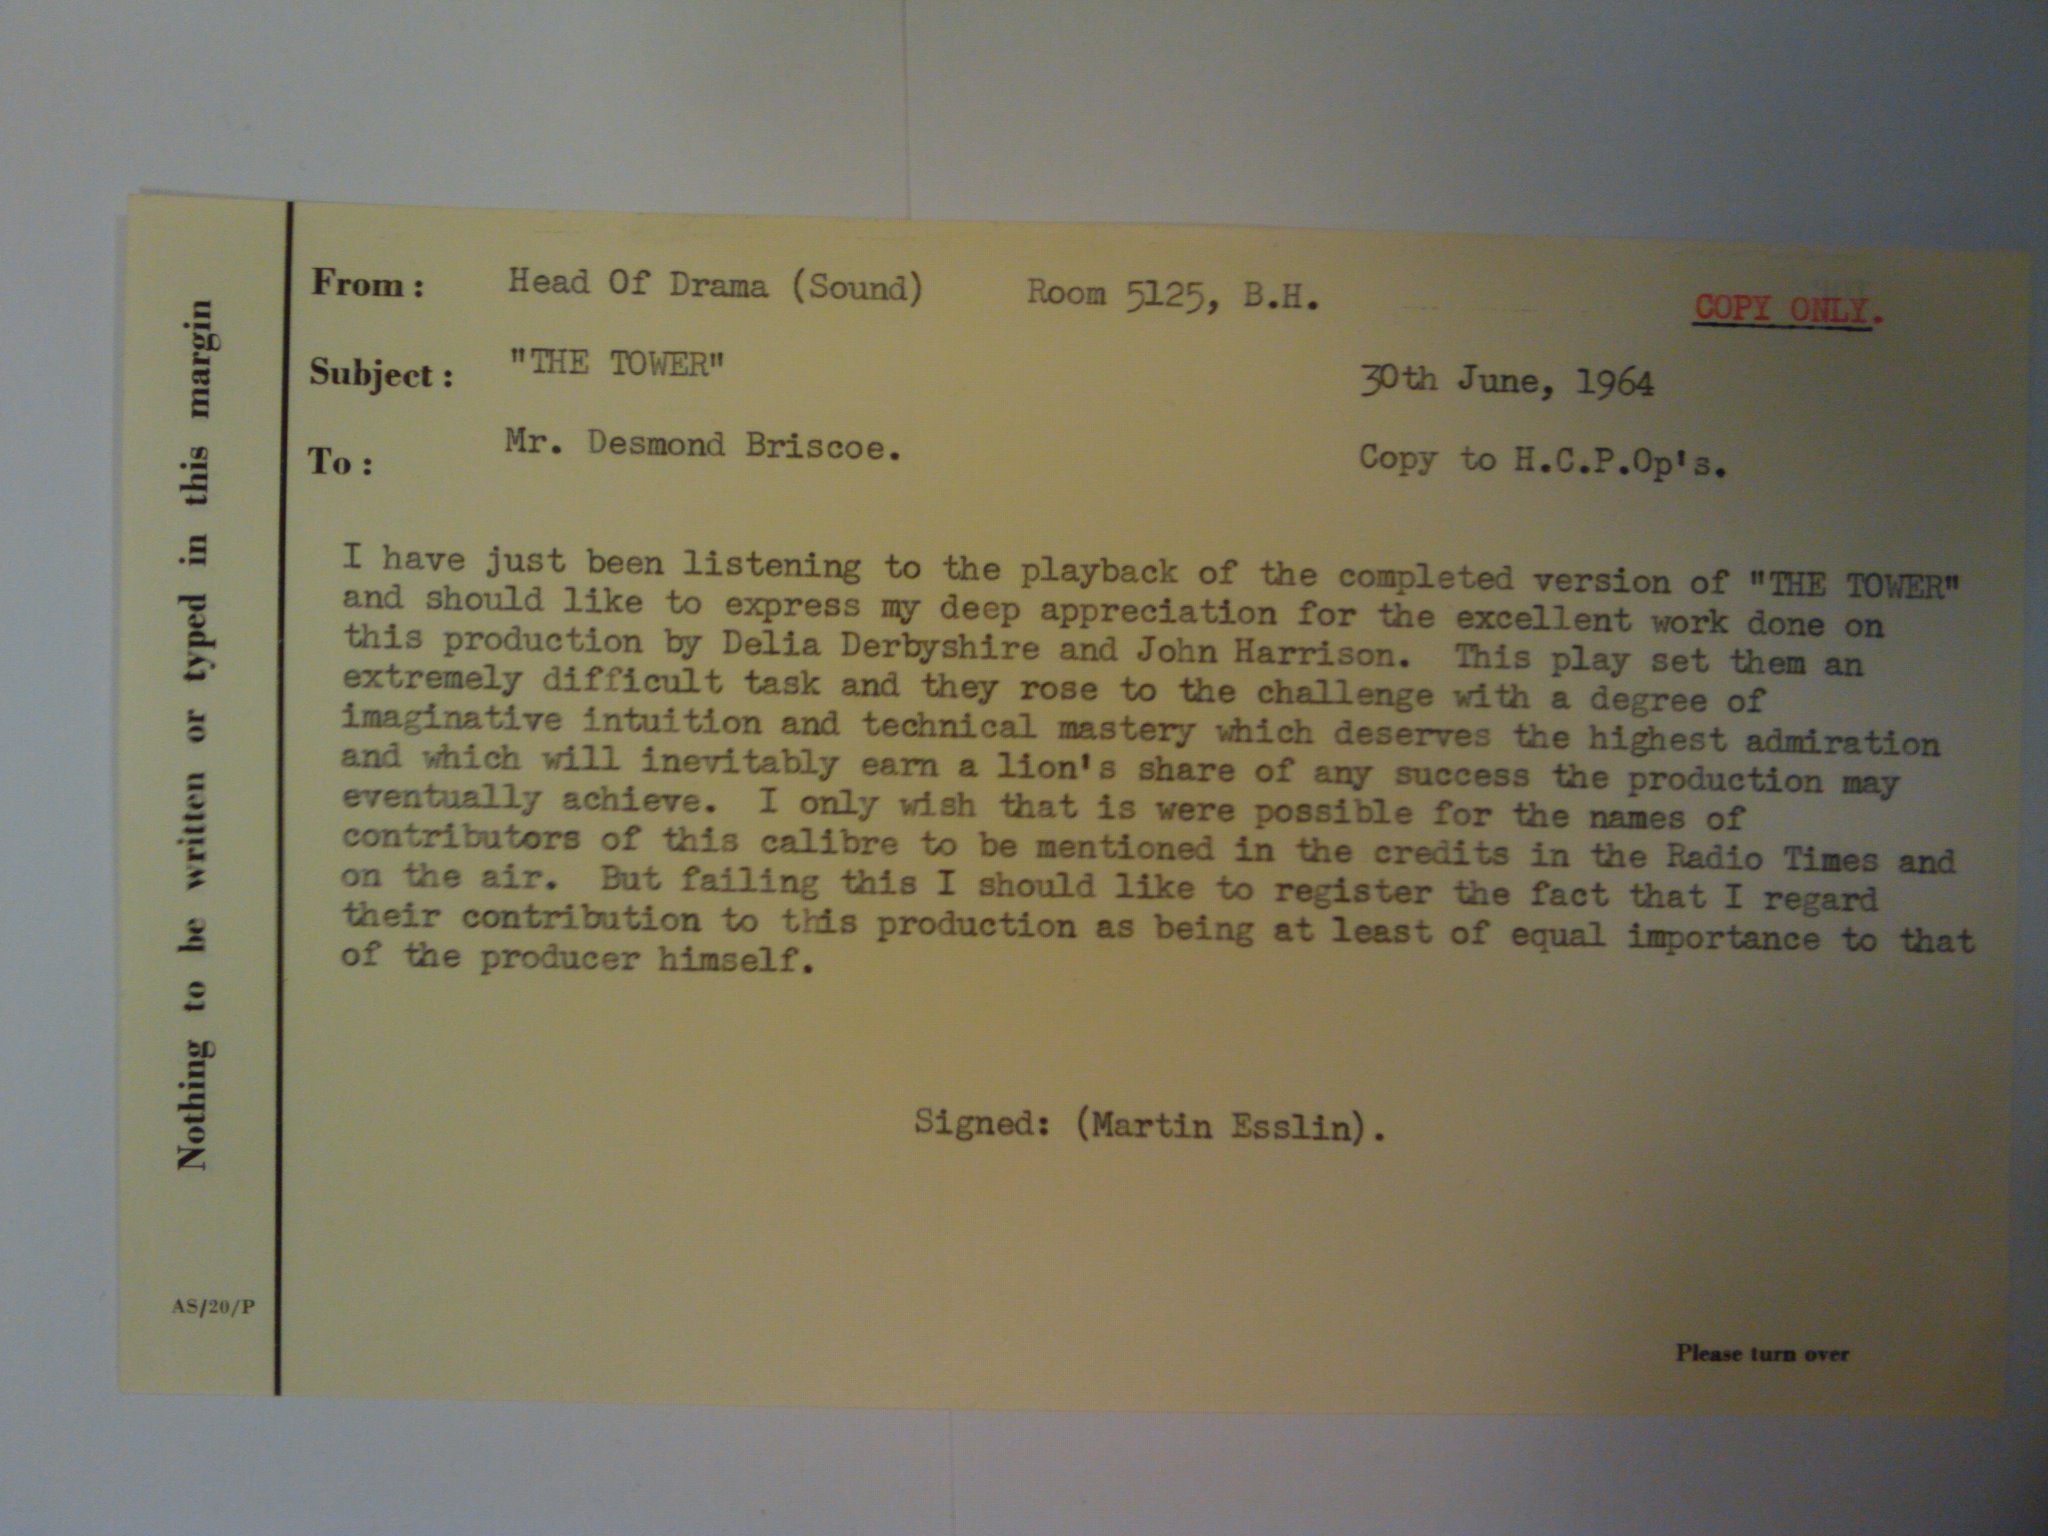 From: Head Of Drama (Sound) Room 5125, B.H. COPY ONLY.
Subject: "THE TOWER" 30th June, 1964
To: Mr. Desmond Briscoe. Copy to H.C.P.Op's.
I have just been listening to the playback of the completed version of "THE TOWER"
and should like to express my deep appreciation for the excellent work done on
this production by Delia Derbyshire and John Harrison. This play set them an
extremely difficult task and they rose to the challenge with a degree of
imaginative intuition and technical mastery which deserves the highest admiration
and which will inevitably earn a lion's share of any success the production may
eventually achieve. I only wish that is were possible for the names of
contributors of this calibre to be mentioned in the credits in the Radio Times and
on the air. But failing this I should like to register the fact that I regard
their contribution to this production as being at least of equal importance to that
of the producer himself.
Signed: (Martin Esslin).
Nothing to be written or typed in this margin
AS/20/P
Please turn over